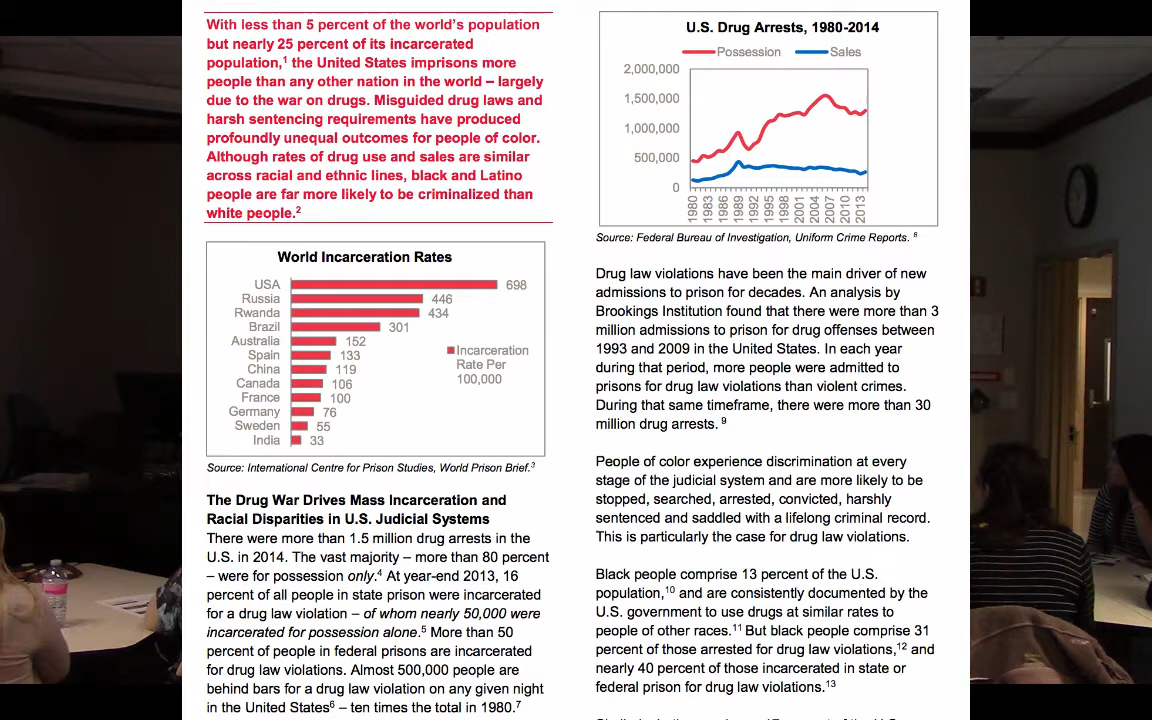 With less than 5 percent of the world's population
but nearly 25 percent of its incarcerated
population,1 the United States imprisons more
people than any other nation in the world – largely
due to the war on drugs. Misguided drug laws and
harsh sentencing requirements have produced
profoundly unequal outcomes for people of color.
Although rates of drug use and sales are similar
across racial and ethnic lines, black and Latino
people are far more likely to be criminalized than
white people.2
World Incarceration Rates
USA 698
Russia 446
Rwanda 434
Brazil 301
Australia 152
Spain 133
China 119
Canada 106
France 100
Germany 76
Sweden 55
India 33
Incarceration
Rate Per
100,000
Source: International Centre for Prison Studies, World Prison Brief.3
The Drug War Drives Mass Incarceration and
Racial Disparities in U.S. Judicial Systems
There were more than 1.5 million drug arrests in the
U.S. in 2014. The vast majority – more than 80 percent
– were for possession only.4 At year-end 2013, 16
percent of all people in state prison were incarcerated
for a drug law violation – of whom nearly 50,000 were
incarcerated for possession alone.5 More than 50
percent of people in federal prisons are incarcerated
for drug law violations. Almost 500,000 people are
behind bars for a drug law violation on any given night
in the United States6 – ten times the total in 1980.7
U.S. Drug Arrests, 1980-2014
Possession Sales
2,000,000
1,500,000
1,000,000
500,000
0
1980 1983 1986 1989 1992 1995 1998 2001 2004 2007 2010 2013
Source: Federal Bureau of Investigation, Uniform Crime Reports. 8
Drug law violations have been the main driver of new
admissions to prison for decades. An analysis by
Brookings Institution found that there were more than 3
million admissions to prison for drug offenses between
1993 and 2009 in the United States. In each year
during that period, more people were admitted to
prisons for drug law violations than violent crimes.
During that same timeframe, there were more than 30
million drug arrests. 9
People of color experience discrimination at every
stage of the judicial system and are more likely to be
stopped, searched, arrested, convicted, harshly
sentenced and saddled with a lifelong criminal record.
This is particularly the case for drug law violations.
Black people comprise 13 percent of the U.S.
population,10 and are consistently documented by the
U.S. government to use drugs at similar rates to
people of other races.11 But black people comprise 31
percent of those arrested for drug law violations,12 and
nearly 40 percent of those incarcerated in state or
federal prison for drug law violations.13